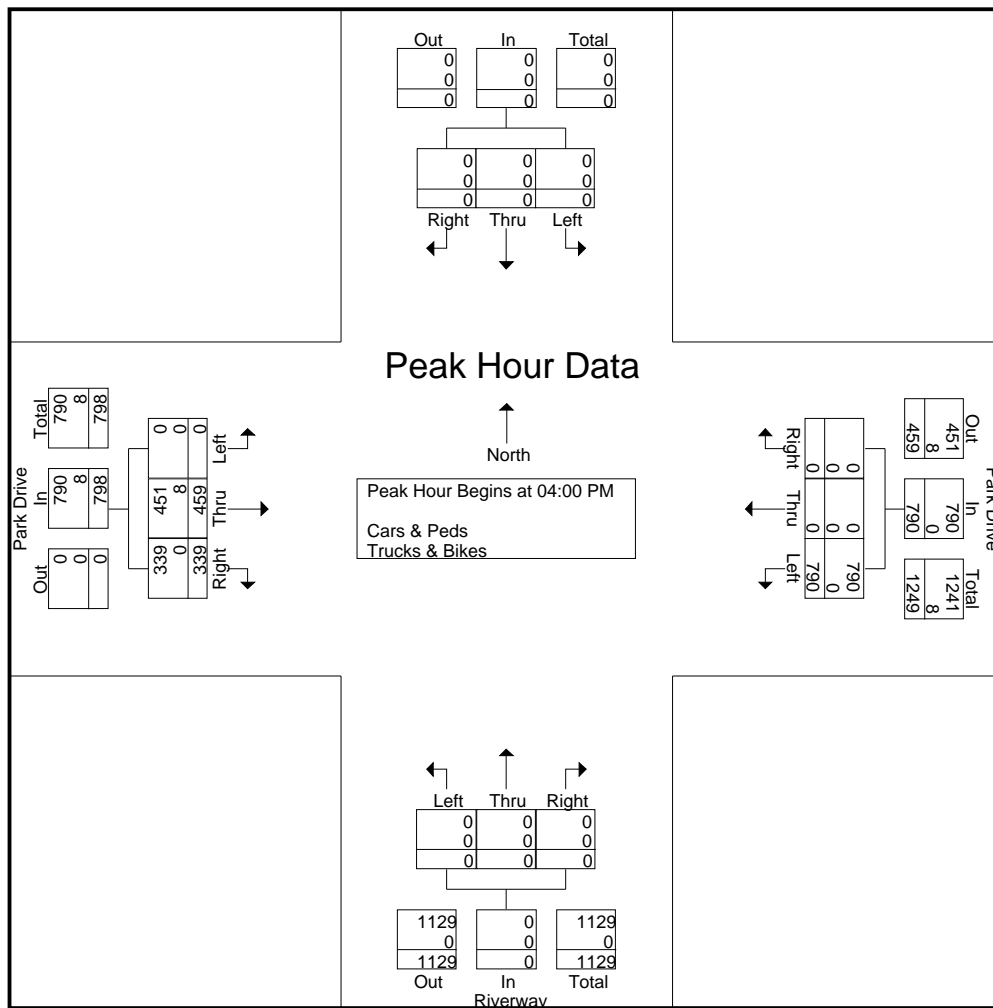 Out In Total
0 0 0
0 0 0
0 0 0
0 0 0
0 0 0
0 0 0
Right Thru Left
Peak Hour Data
North
Peak Hour Begins at 04:00 PM
Cars & Peds
Trucks & Bikes
Park Drive
Out In Total
0 790 790
0 8 8
0 798 798
Right Thru Left
339 451 0
0 8 0
339 459 0
Right Thru Left
0 0 790
0 0 0
0 0 790
Out In Total
451 790 1241
8 0 8
459 790 1249
Park Drive
Left Thru Right
0 0 0
0 0 0
0 0 0
1129 0 1129
0 0 0
1129 0 1129
Out In Total
Riverway